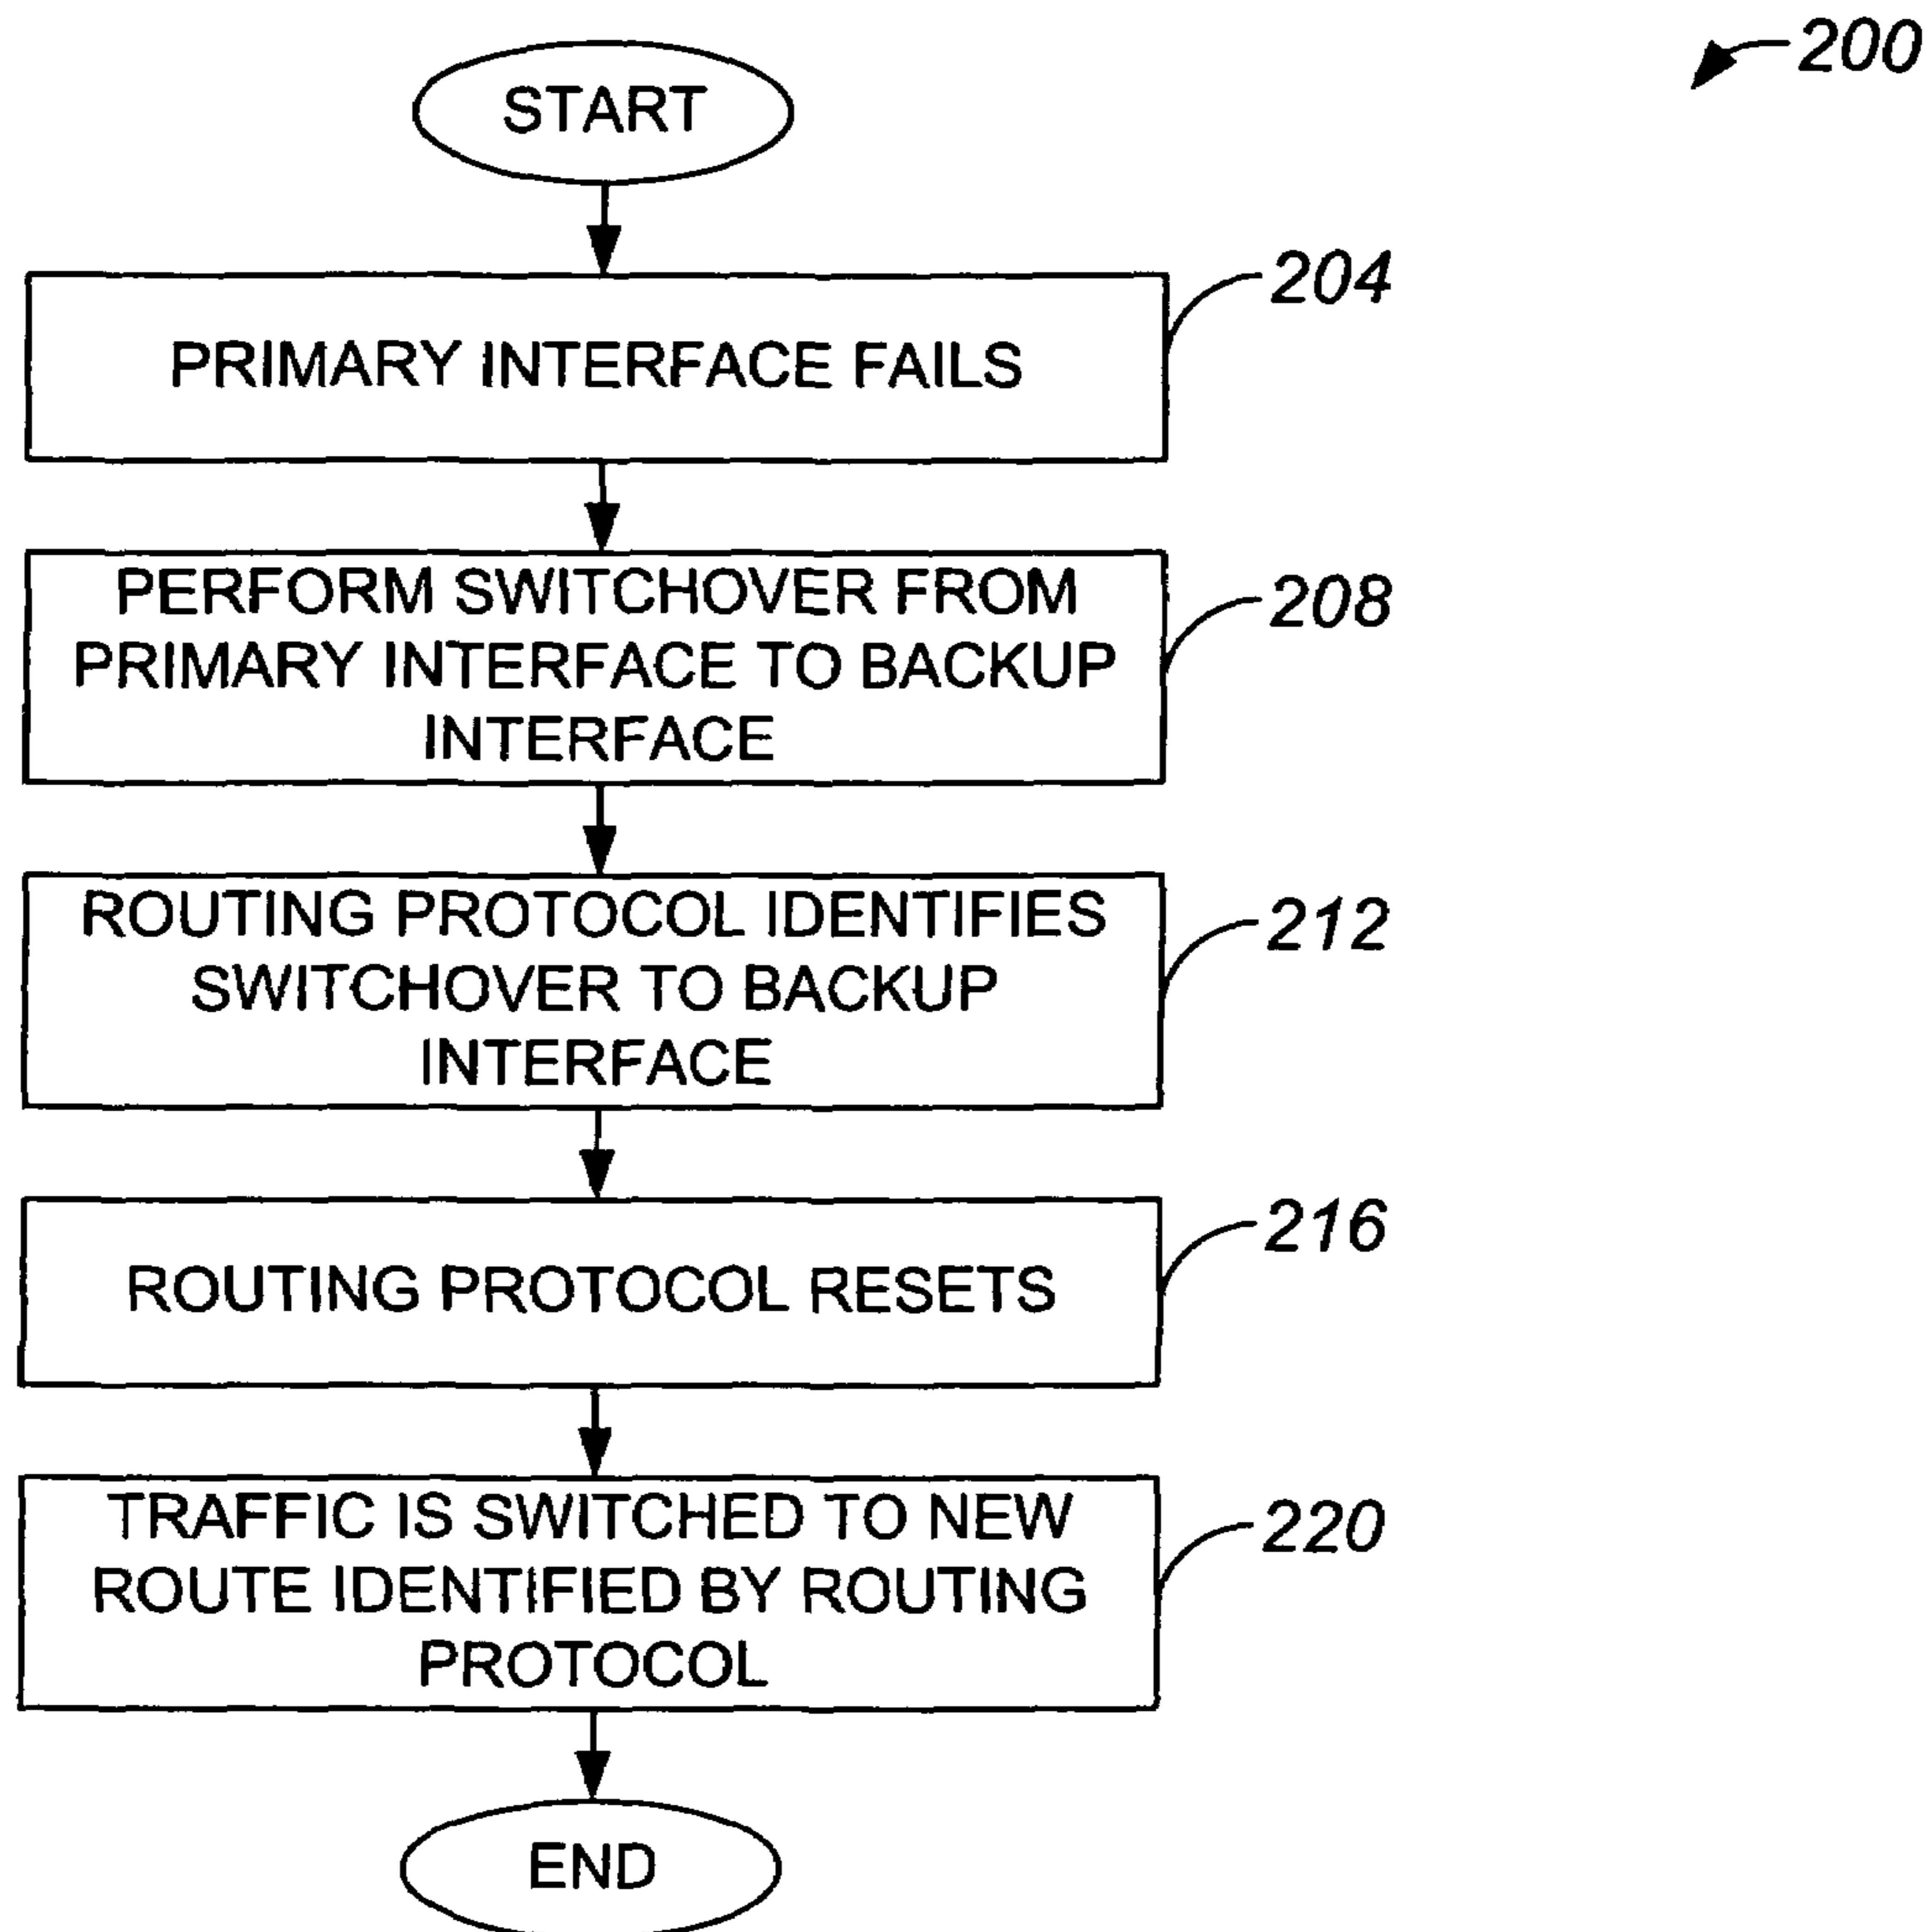 200
START
204
PRIMARY INTERFACE FAILS
PERFORM SWITCHOVER FROM
PRIMARY INTERFACE TO BACKUP
INTERFACE
208
ROUTING PROTOCOL IDENTIFIES
SWITCHOVER TO BACKUP
INTERFACE
212
ROUTING PROTOCOL RESETS
216
TRAFFIC IS SWITCHED TO NEW
ROUTE IDENTIFIED BY ROUTING
PROTOCOL
220
END